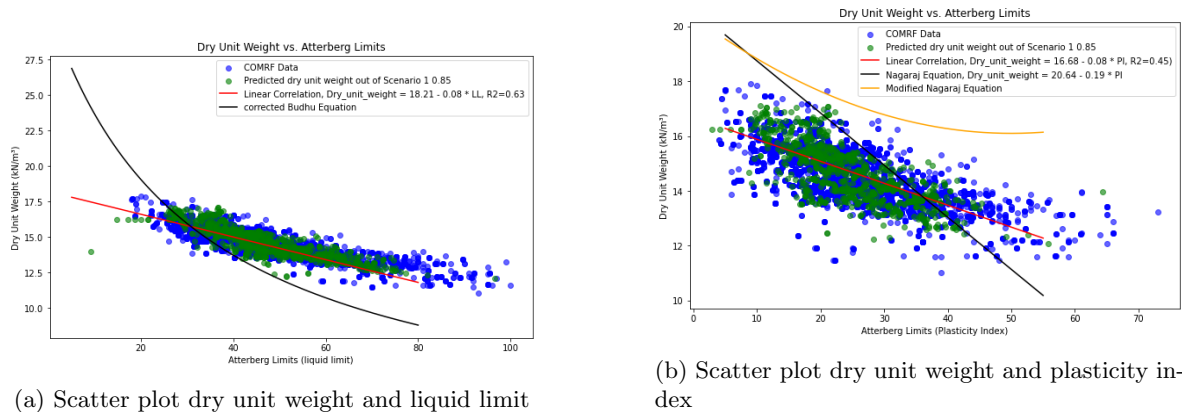 Dry Unit Weight vs. Atterberg Limits
27.5
25.0
22.5
20.0
17.5
15.0
12.5
10.0
Dry Unit Weight (kN/m³)
COMRF Data
Predicted dry unit weight out of Scenario 1 0.85
Linear Correlation, Dry_unit_weight = 18.21 - 0.08 * LL, R2=0.63
corrected Budhu Equation
20 40 60 80 100
Atterberg Limits (liquid limit)
(a) Scatter plot dry unit weight and liquid limit
Dry Unit Weight vs. Atterberg Limits
20
18
16
14
12
10
Dry Unit Weight (kN/m³)
COMRF Data
Predicted dry unit weight out of Scenario 1 0.85
Linear Correlation, Dry_unit_weight = 16.68 - 0.08 * PI, R2=0.45)
Nagaraj Equation, Dry_unit_weight = 20.64 - 0.19 * PI
Modified Nagaraj Equation
0 10 20 30 40 50 60 70
Atterberg Limits (Plasticity Index)
(b) Scatter plot dry unit weight and plasticity in-
dex